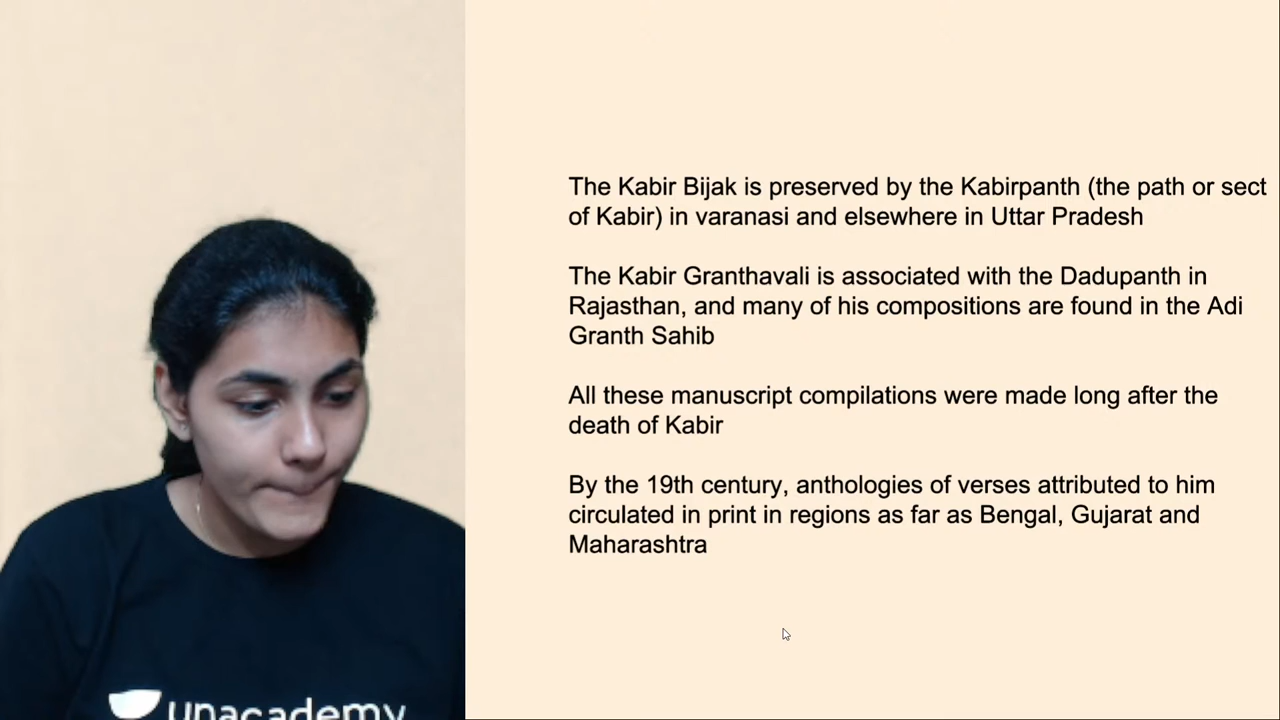 The Kabir Bijak is preserved by the Kabirpanth (the path or sect
of Kabir) in varanasi and elsewhere in Uttar Pradesh
The Kabir Granthavali is associated with the Dadupanth in
Rajasthan, and many of his compositions are found in the Adi
Granth Sahib
All these manuscript compilations were made long after the
death of Kabir
By the 19th century, anthologies of verses attributed to him
circulated in print in regions as far as Bengal, Gujarat and
Maharashtra
unacademy